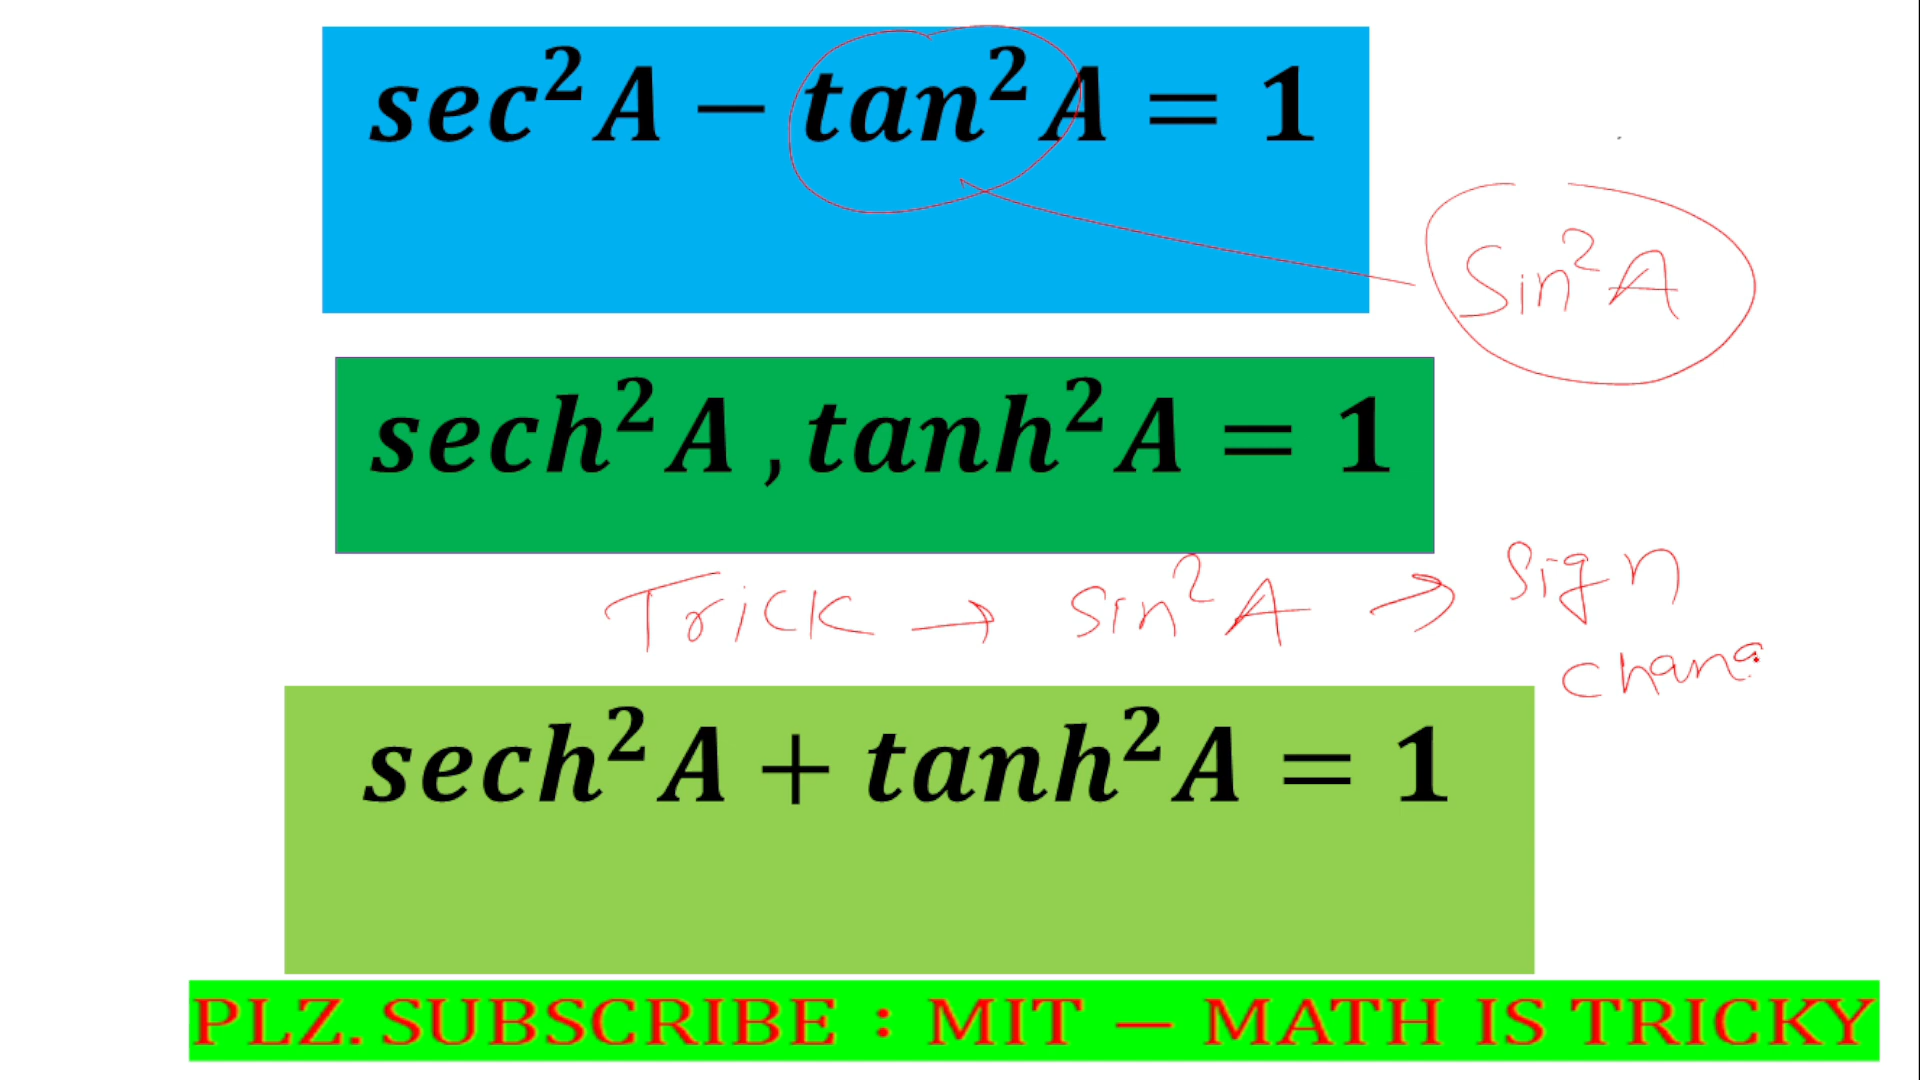 sec²A − tan²A = 1
Sin²A
sech²A , tanh²A = 1
Trick → Sin²A → Sign
chang
sech²A + tanh²A = 1
PLZ. SUBSCRIBE : MIT – MATH IS TRICKY